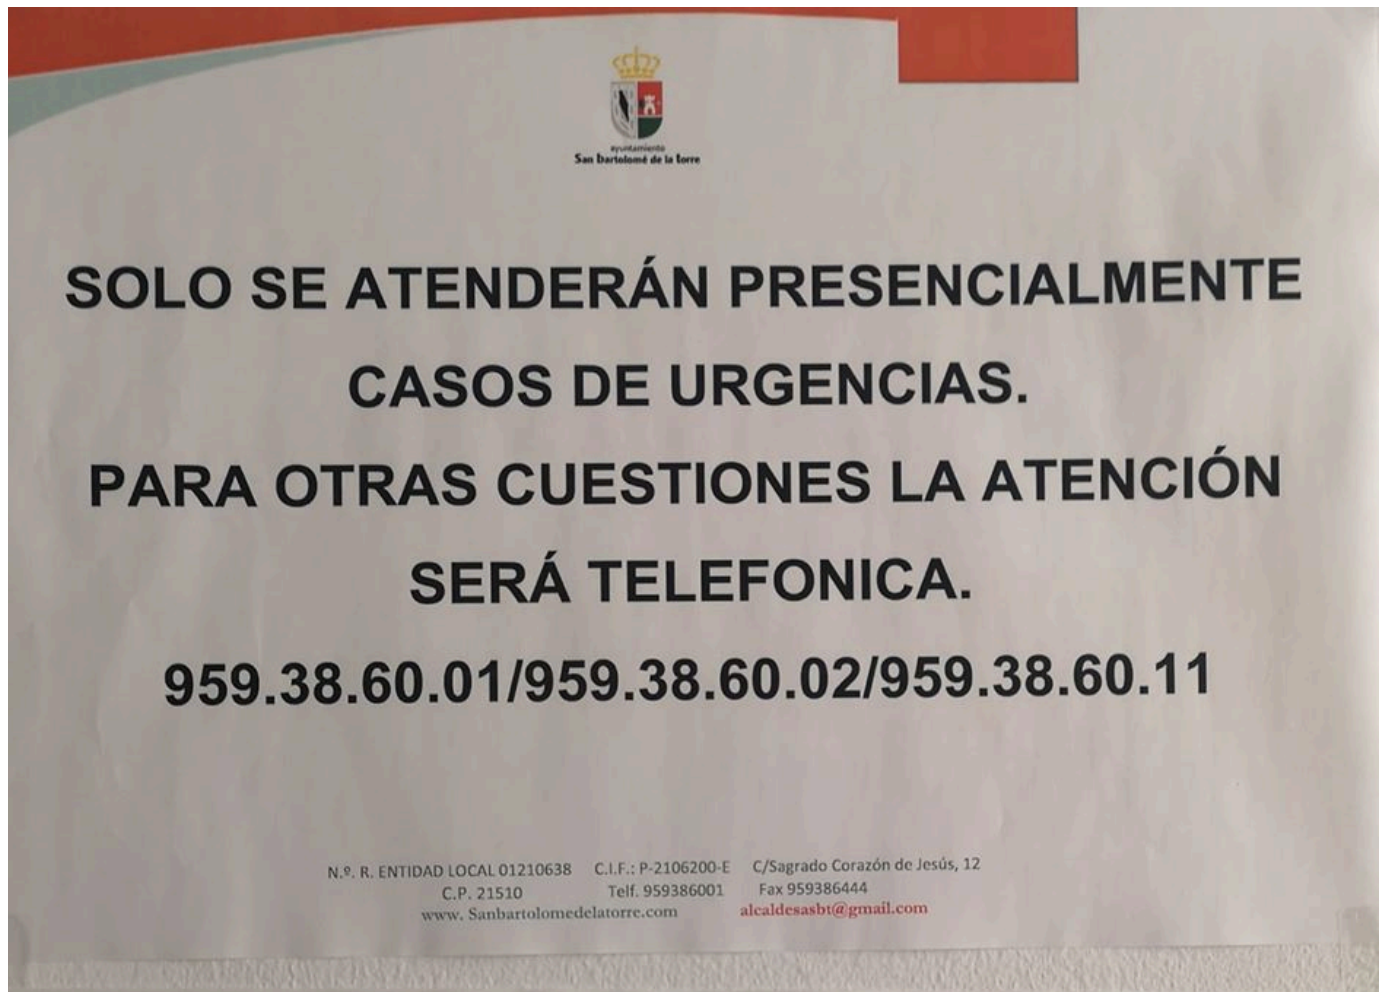 ayuntamiento
San bartolomé de la torre
SOLO SE ATENDERÁN PRESENCIALMENTE
CASOS DE URGENCIAS.
PARA OTRAS CUESTIONES LA ATENCIÓN
SERÁ TELEFONICA.
959.38.60.01/959.38.60.02/959.38.60.11
N.º. R. ENTIDAD LOCAL 01210638 C.I.F.: P-2106200-E C/Sagrado Corazón de Jesús, 12
C.P. 21510 Telf. 959386001 Fax 959386444
www. Sanbartolomedelatorre.com alcaldesasbt@gmail.com